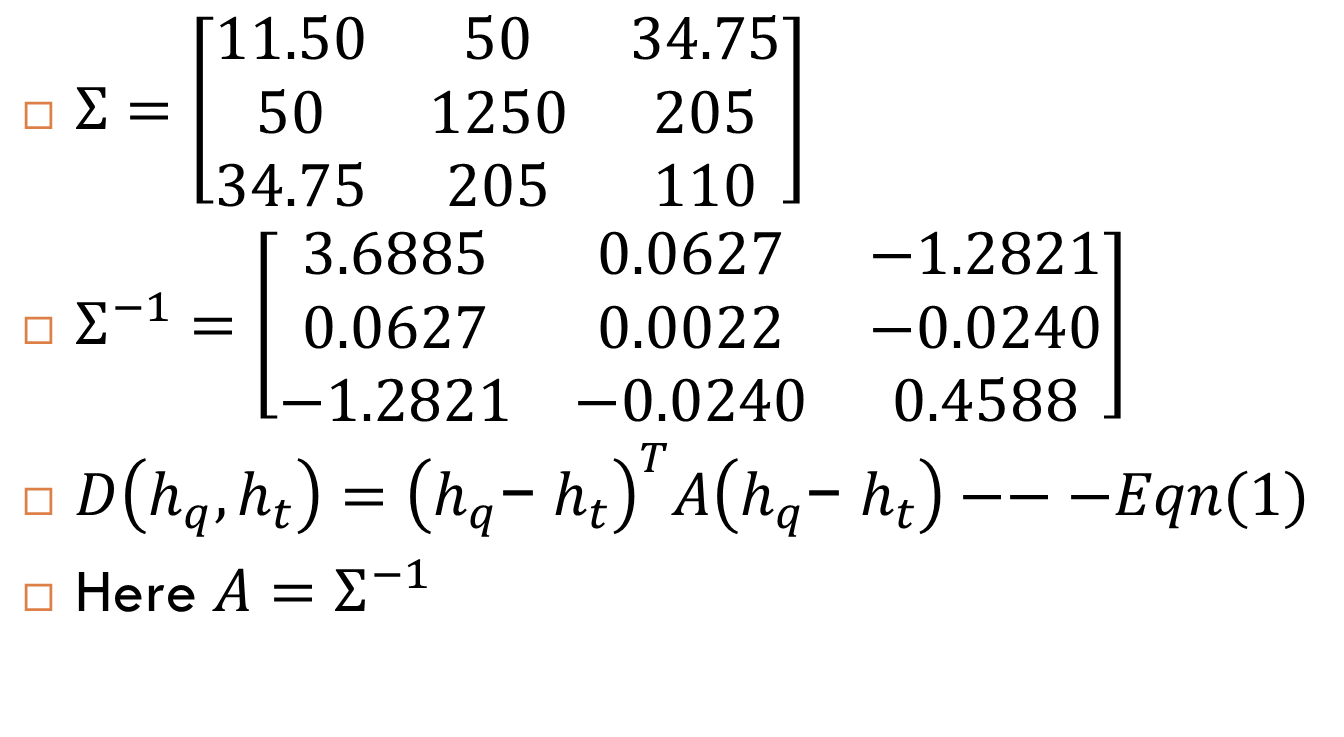 □ Σ = [11.50 50 34.75
50 1250 205
34.75 205 110]
□ Σ⁻¹ = [3.6885 0.0627 −1.2821
0.0627 0.0022 −0.0240
−1.2821 −0.0240 0.4588]
□ D(h_q, h_t) = (h_q − h_t)^T A(h_q − h_t) −− −Eqn(1)
□ Here A = Σ⁻¹